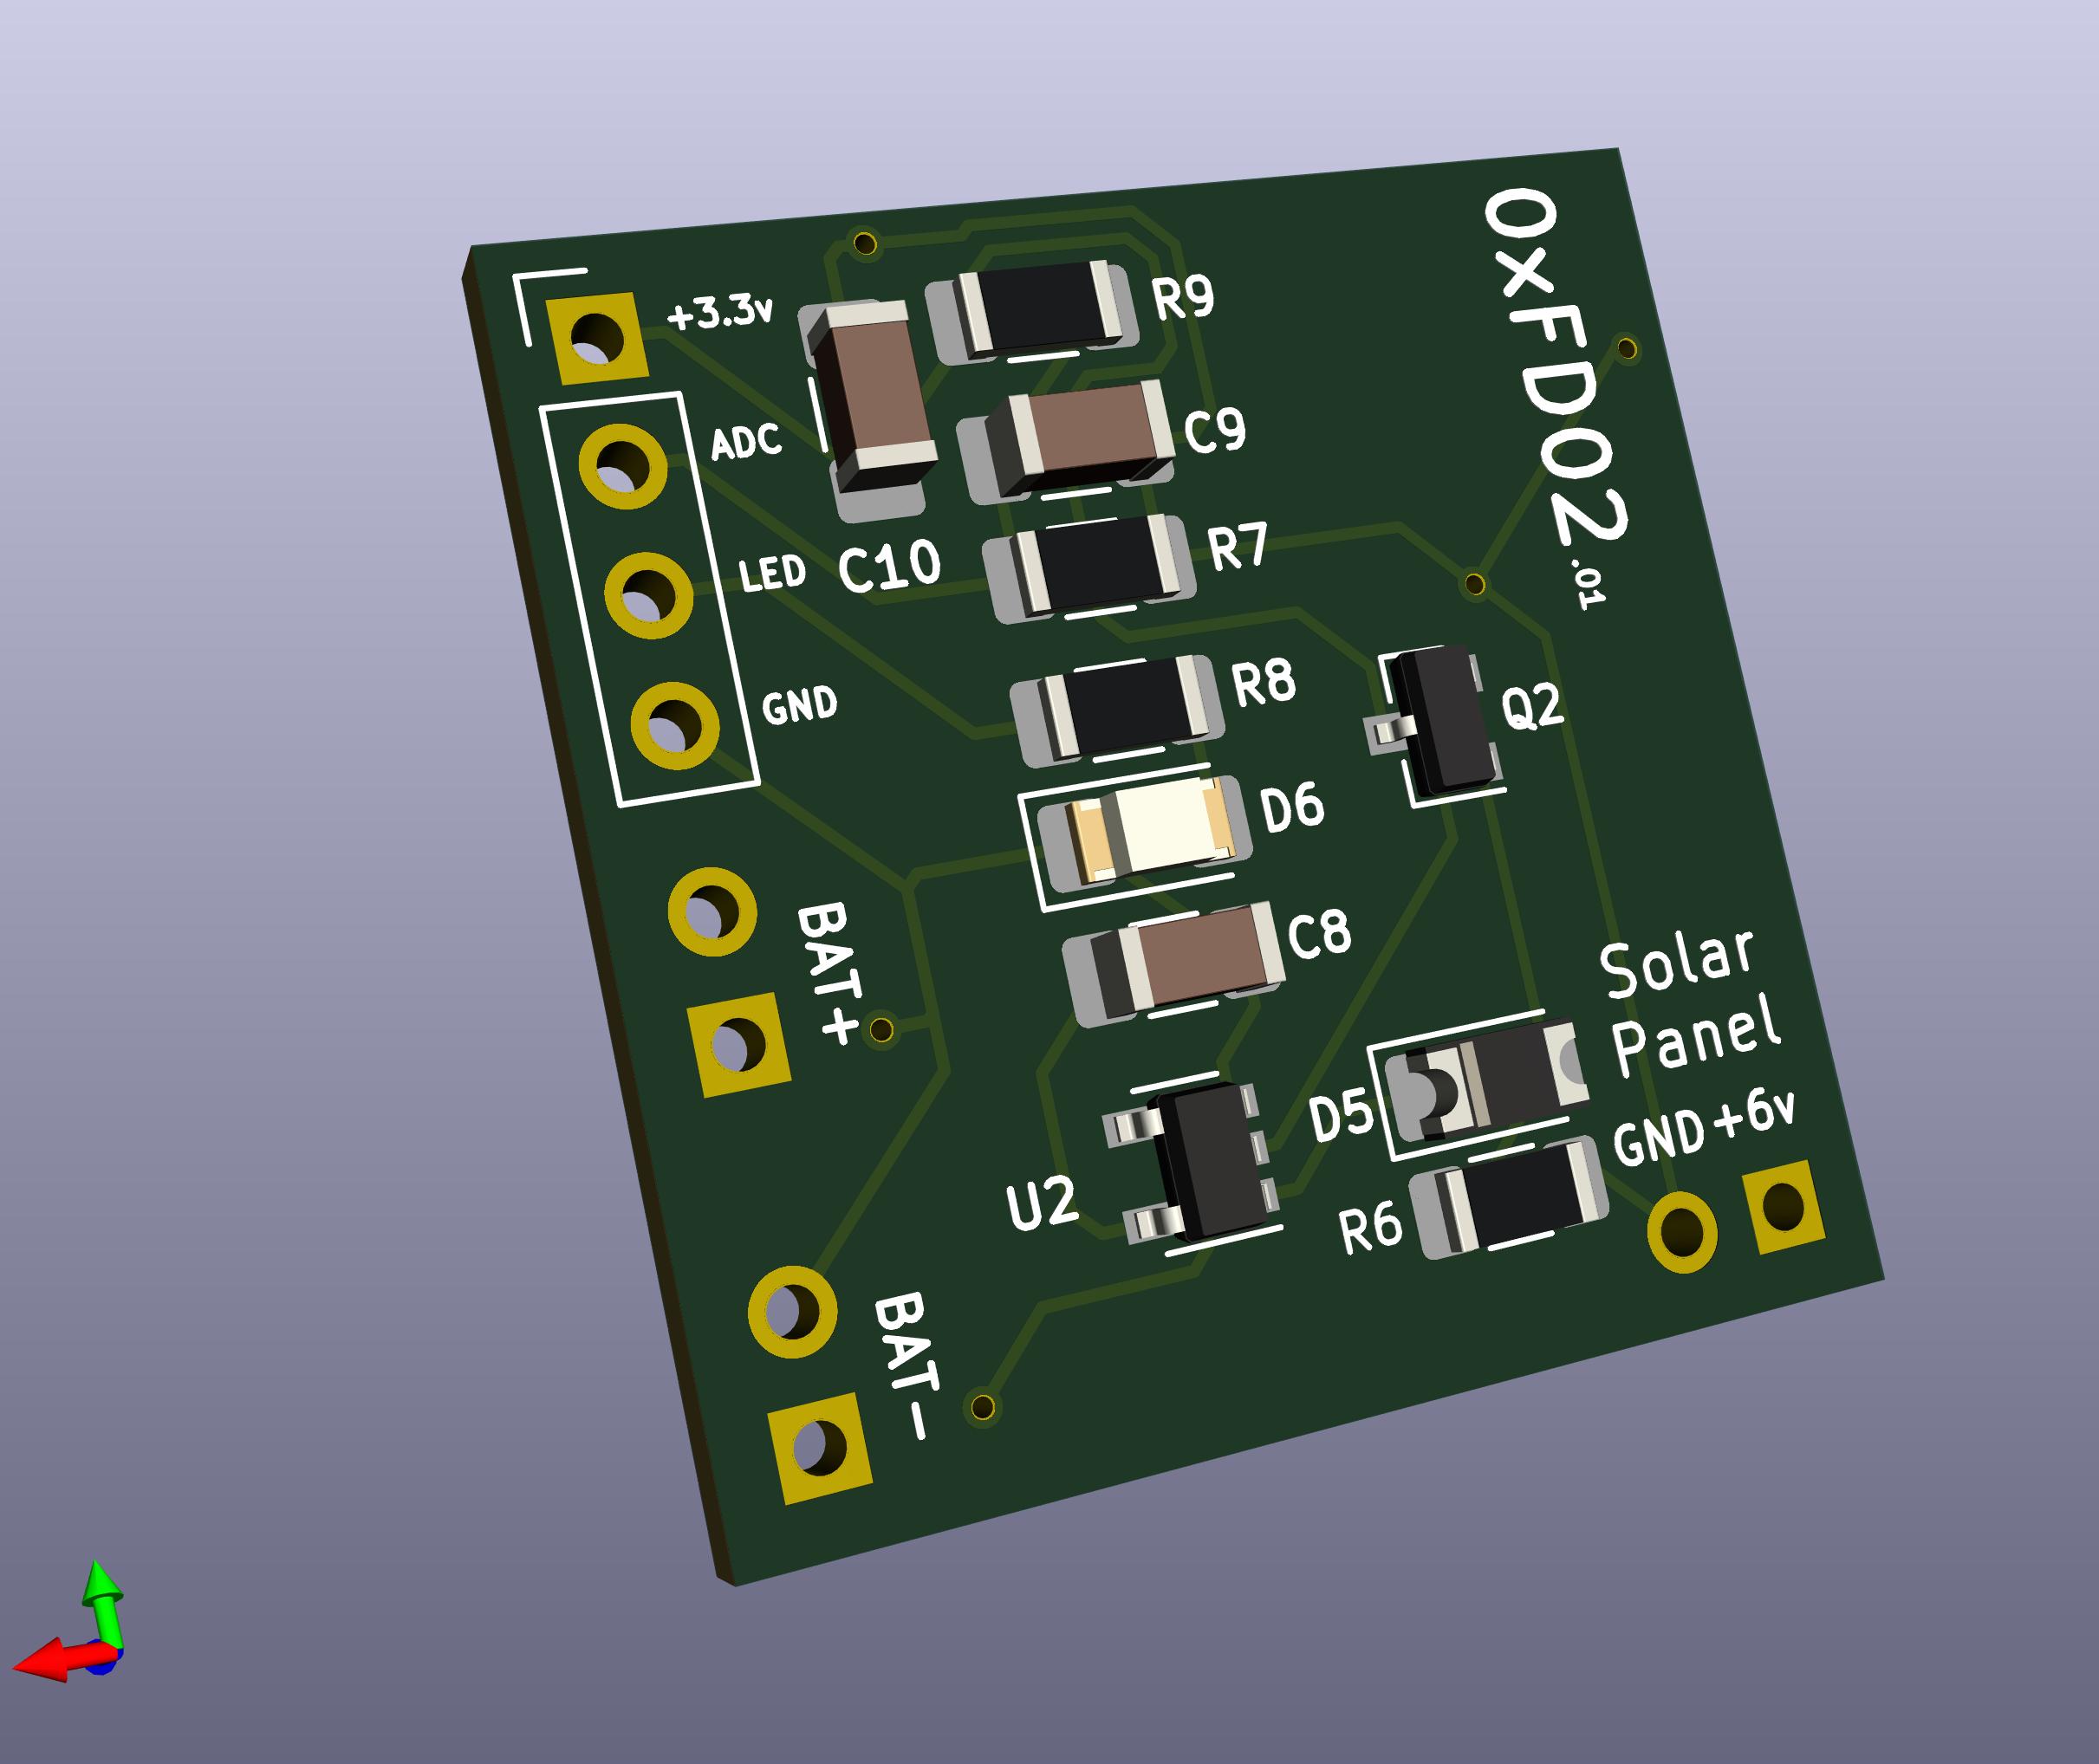 +3.3v
ADC
LED
GND
BAT+
BAT-
R9
C9
C10
R7
R8
D6
C8
Q2
U2
D5
R6
OxFD02.01
Solar
Panel
GND+6v